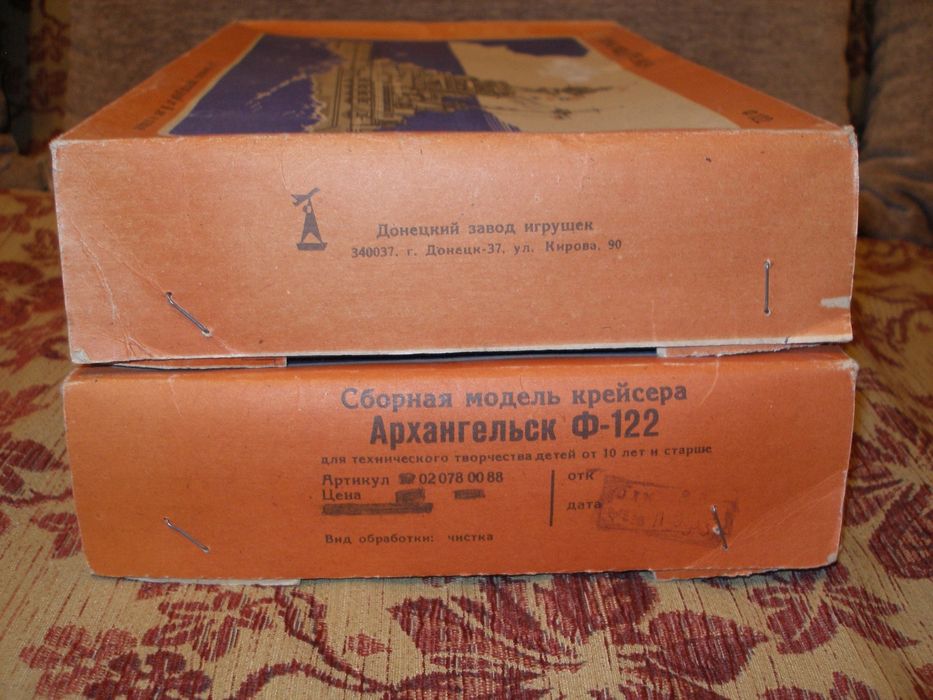 Донецкий завод игрушек
340037, г. Донецк-37, ул. Кирова, 90
Сборная модель крейсера
Архангельск Ф-122
для технического творчества детей от 10 лет и старше
Артикул 02 078 00 88
отк
Цена
дата
Вид обработки: чистка